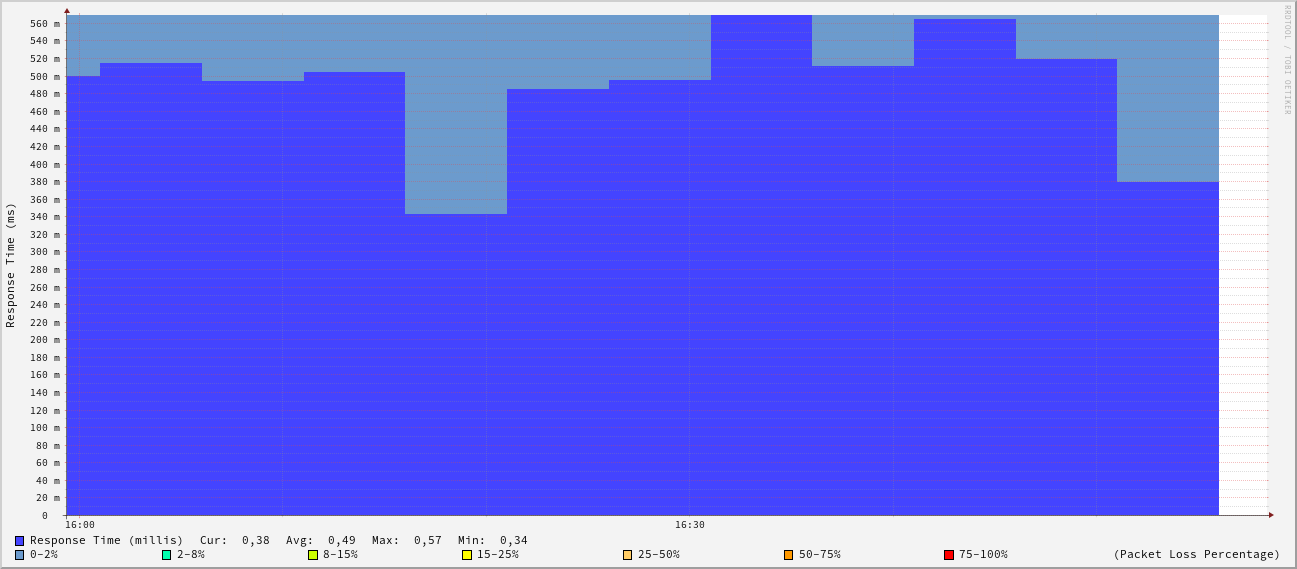 RRDTOOL / TOBI OETIKER
Response Time (ms)
560 m
540 m
520 m
500 m
480 m
460 m
440 m
420 m
400 m
380 m
360 m
340 m
320 m
300 m
280 m
260 m
240 m
220 m
200 m
180 m
160 m
140 m
120 m
100 m
80 m
60 m
40 m
20 m
0
16:00 16:30
Response Time (millis) Cur: 0,38 Avg: 0,49 Max: 0,57 Min: 0,34
0-2% 2-8% 8-15% 15-25% 25-50% 50-75% 75-100% (Packet Loss Percentage)